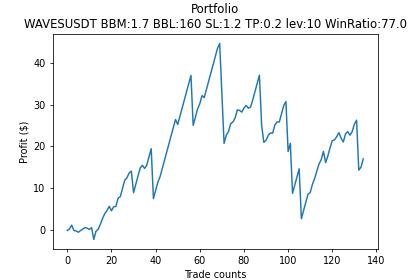 Portfolio
WAVESUSDT BBM:1.7 BBL:160 SL:1.2 TP:0.2 lev:10 WinRatio:77.0
Profit ($)
40
30
20
10
0
0 20 40 60 80 100 120 140
Trade counts